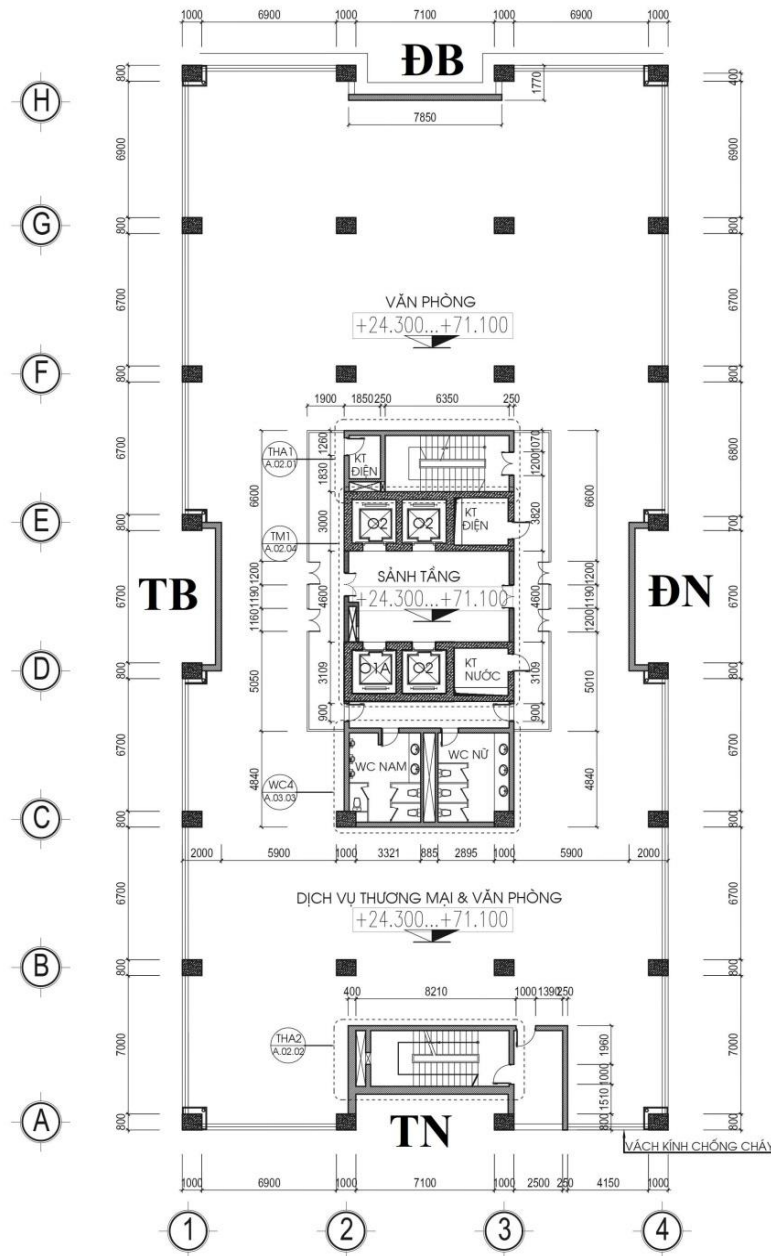 1000 6900 1000 7100 1000 6900 1000
ĐB
800
400
1770
H
7850
6900
6900
800
G
800
6700
6700
VĂN PHÒNG
+24.300...+71.100
800
F
800
1900 1850 250 6350 250
6700
6800
THA1
A.02.01
1260
KT
ĐIỆN
1070
1830
1200
6600
6600
800
E
O2 O2
KT
ĐIỆN
3000
3820
700
TM1
A.02.04
6700
TB
SẢNH TẦNG
+24.300...+71.100
ĐN
6700
1200
1190
1160
4600
4600
1200
1190
1200
800
D
O1A O2
KT
NƯỚC
3109
3109
800
5050
5010
6700
900
900
6700
WC NAM
WC NỮ
WC4
A.03.03
4840
4840
800
C
800
2000 5900 1000 3321 885 2895 1000 5900 2000
6700
6700
DỊCH VỤ THƯƠNG MẠI & VĂN PHÒNG
+24.300...+71.100
800
B
800
400 8210 1000 1390 250
7000
7000
THA2
A.02.02
1960
1000
1510
800
800
A
TN
800
VÁCH KÍNH CHỐNG CHÁY
1000 6900 1000 7100 1000 2500 250 4150 1000
1 2 3 4